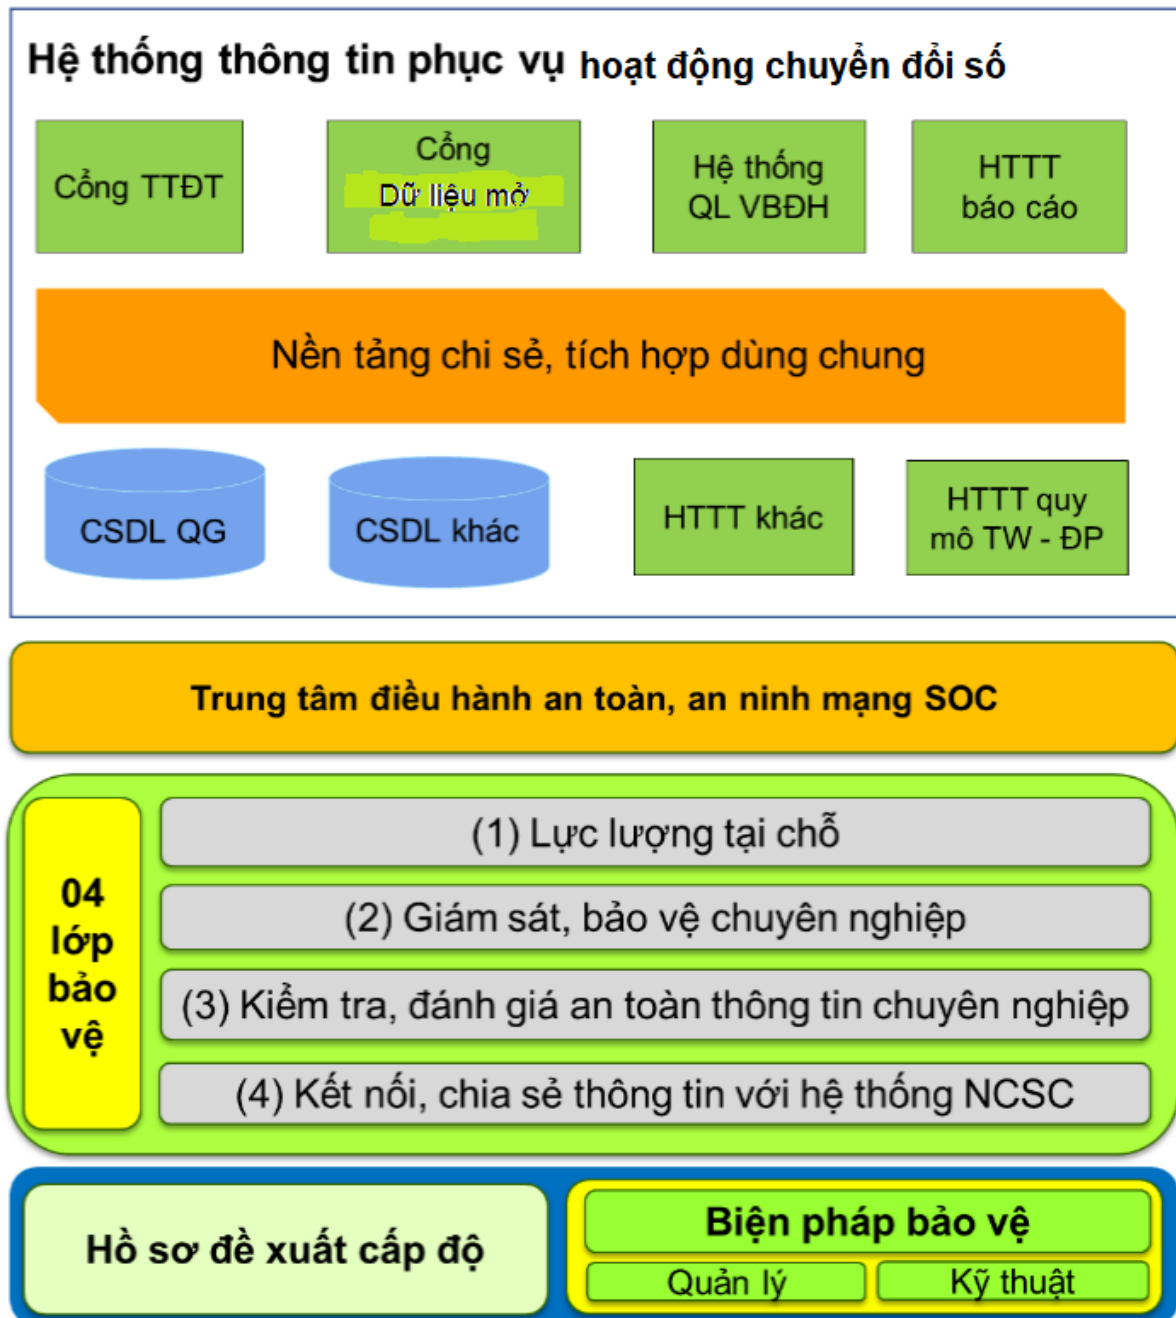 Hệ thống thông tin phục vụ hoạt động chuyển đổi số
Cổng TTĐT
Cổng
Dữ liệu mở
Hệ thống
QL VBĐH
HTTT
báo cáo
Nền tảng chi sẻ, tích hợp dùng chung
CSDL QG
CSDL khác
HTTT khác
HTTT quy
mô TW - ĐP
Trung tâm điều hành an toàn, an ninh mạng SOC
04
lớp
bảo
vệ
(1) Lực lượng tại chỗ
(2) Giám sát, bảo vệ chuyên nghiệp
(3) Kiểm tra, đánh giá an toàn thông tin chuyên nghiệp
(4) Kết nối, chia sẻ thông tin với hệ thống NCSC
Hồ sơ đề xuất cấp độ
Biện pháp bảo vệ
Quản lý
Kỹ thuật